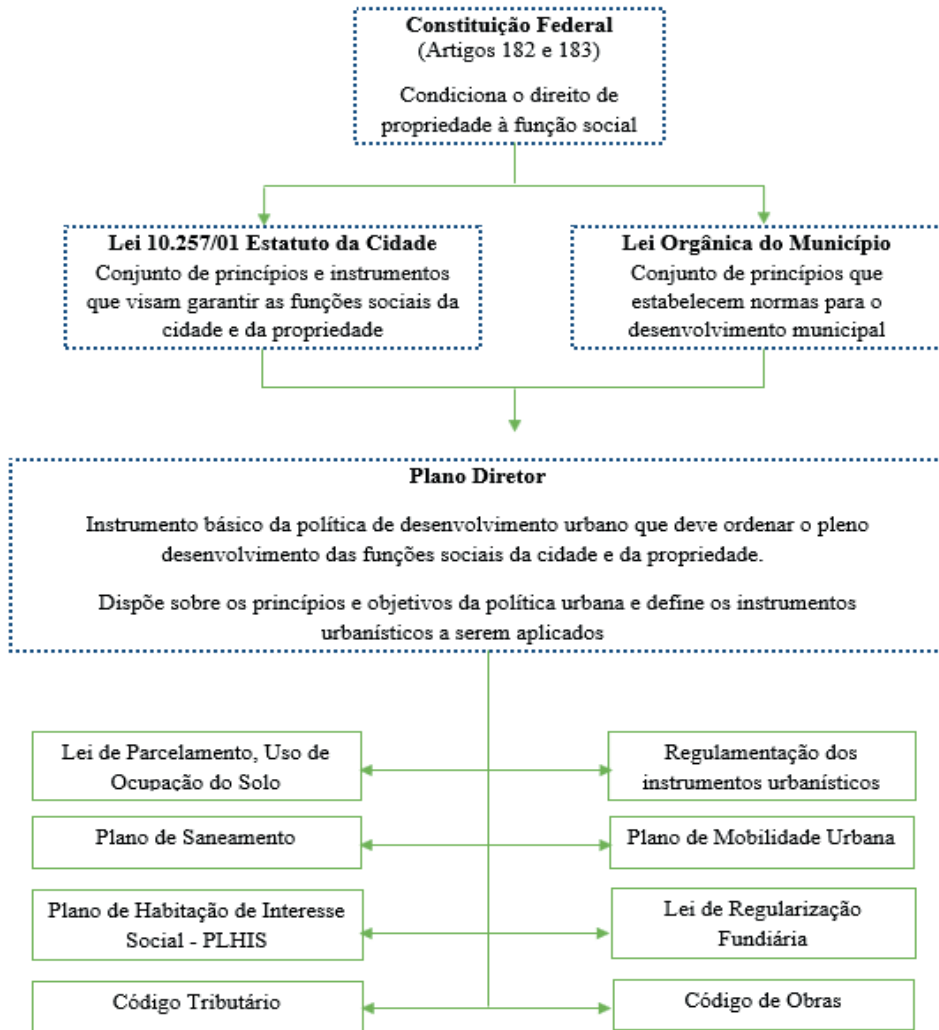 Constituição Federal
(Artigos 182 e 183)
Condiciona o direito de
propriedade à função social
Lei 10.257/01 Estatuto da Cidade
Conjunto de princípios e instrumentos
que visam garantir as funções sociais da
cidade e da propriedade
Lei Orgânica do Município
Conjunto de princípios que
estabelecem normas para o
desenvolvimento municipal
Plano Diretor
Instrumento básico da política de desenvolvimento urbano que deve ordenar o pleno
desenvolvimento das funções sociais da cidade e da propriedade.
Dispõe sobre os princípios e objetivos da política urbana e define os instrumentos
urbanísticos a serem aplicados
Lei de Parcelamento, Uso de
Ocupação do Solo
Regulamentação dos
instrumentos urbanísticos
Plano de Saneamento
Plano de Mobilidade Urbana
Plano de Habitação de Interesse
Social - PLHIS
Lei de Regularização
Fundiária
Código Tributário
Código de Obras